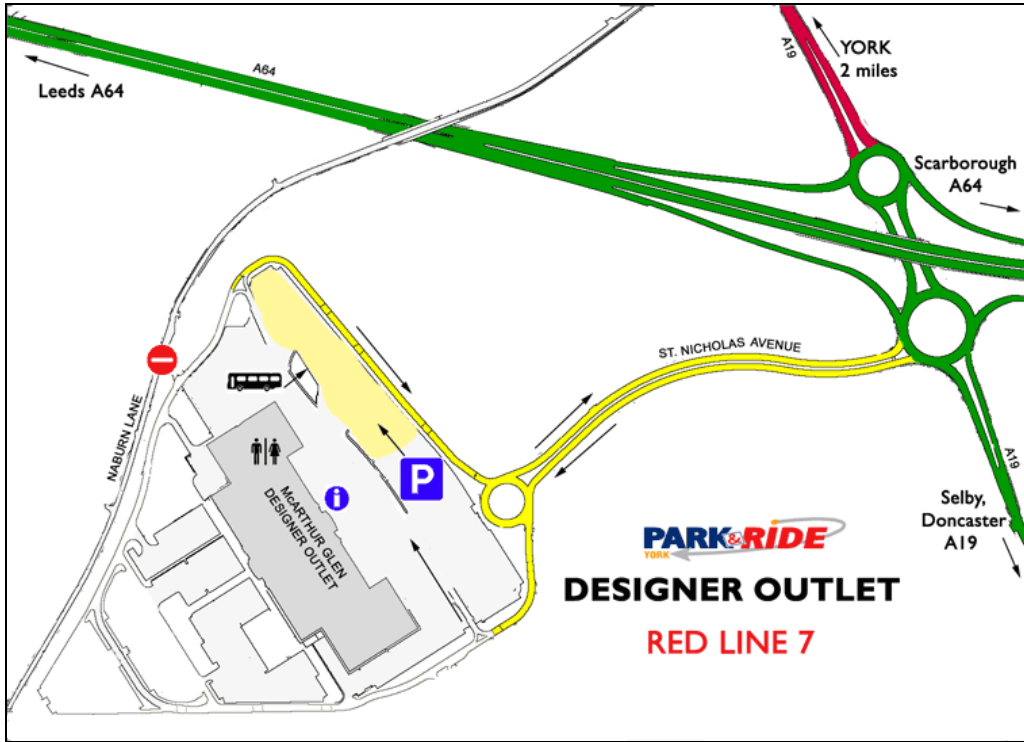 A64
Leeds A64
A19
YORK
2 miles
Scarborough
A64
ST. NICHOLAS AVENUE
NABURN LANE
P
i
McARTHUR GLEN
DESIGNER OUTLET
A19
Selby,
Doncaster
A19
PARK&RIDE
YORK
DESIGNER OUTLET
RED LINE 7